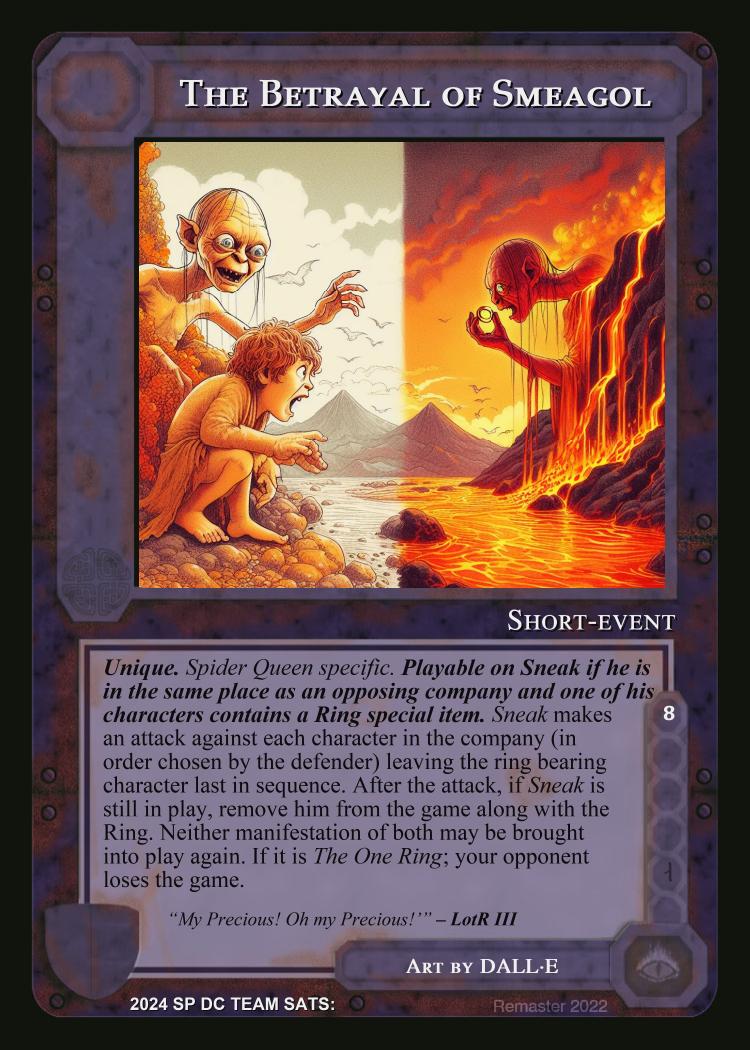 The Betrayal of Smeagol
Short-event
Unique. Spider Queen specific. Playable on Sneak if he is
in the same place as an opposing company and one of his
characters contains a Ring special item. Sneak makes
an attack against each character in the company (in
order chosen by the defender) leaving the ring bearing
character last in sequence. After the attack, if Sneak is
still in play, remove him from the game along with the
Ring. Neither manifestation of both may be brought
into play again. If it is The One Ring; your opponent
loses the game.
8
“My Precious! Oh my Precious!’” – LotR III
Art by DALL·E
2024 SP DC TEAM SATS:
Remaster 2022